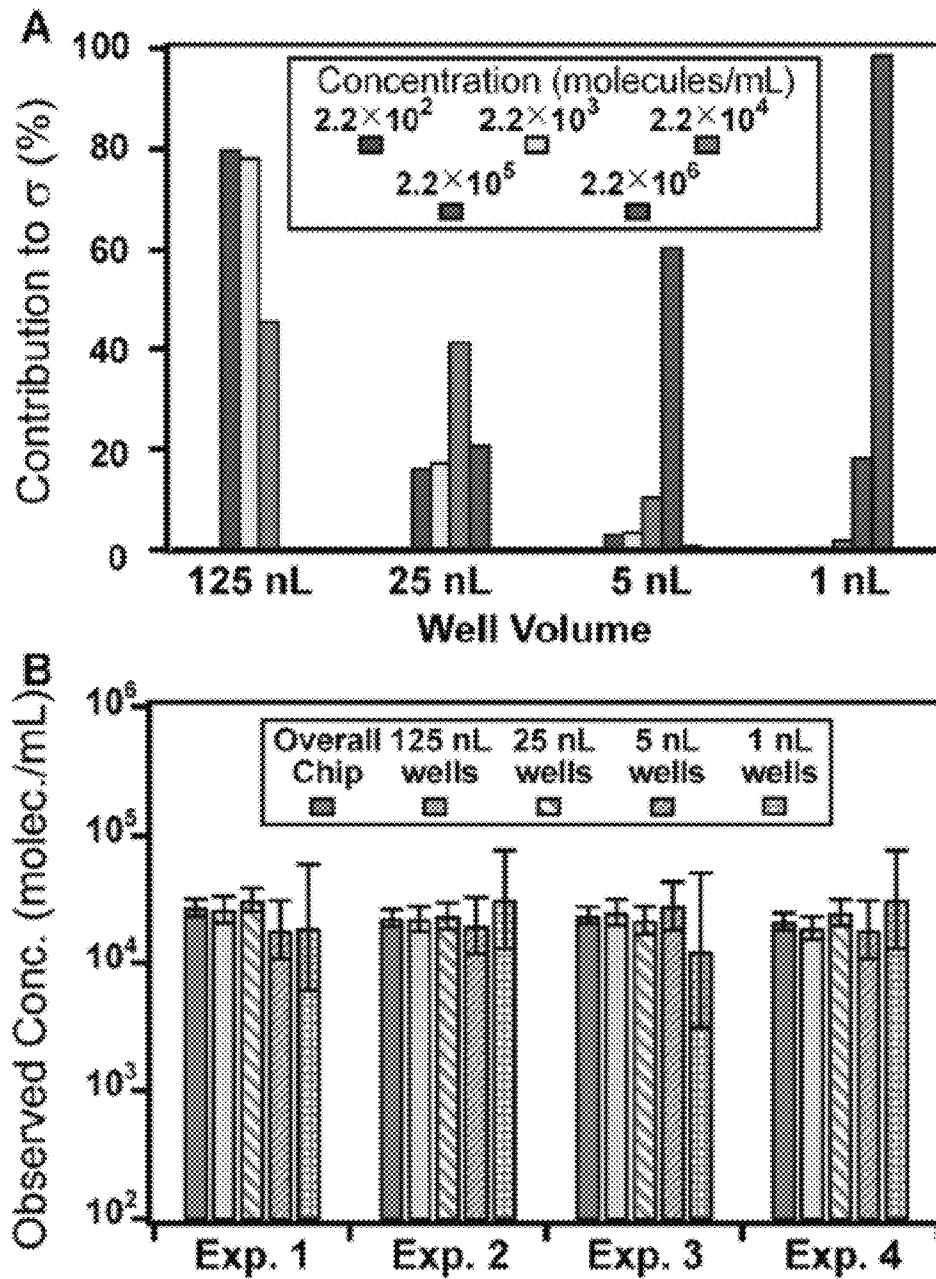 A
Contribution to σ (%)
100
80
60
40
20
0
Concentration (molecules/mL)
2.2×10² 2.2×10³ 2.2×10⁴
2.2×10⁵ 2.2×10⁶
125 nL 25 nL 5 nL 1 nL
Well Volume
B
Observed Conc. (molec./mL)
10⁶
10⁵
10⁴
10³
10²
Overall 125 nL 25 nL 5 nL 1 nL
Chip wells wells wells wells
Exp. 1 Exp. 2 Exp. 3 Exp. 4